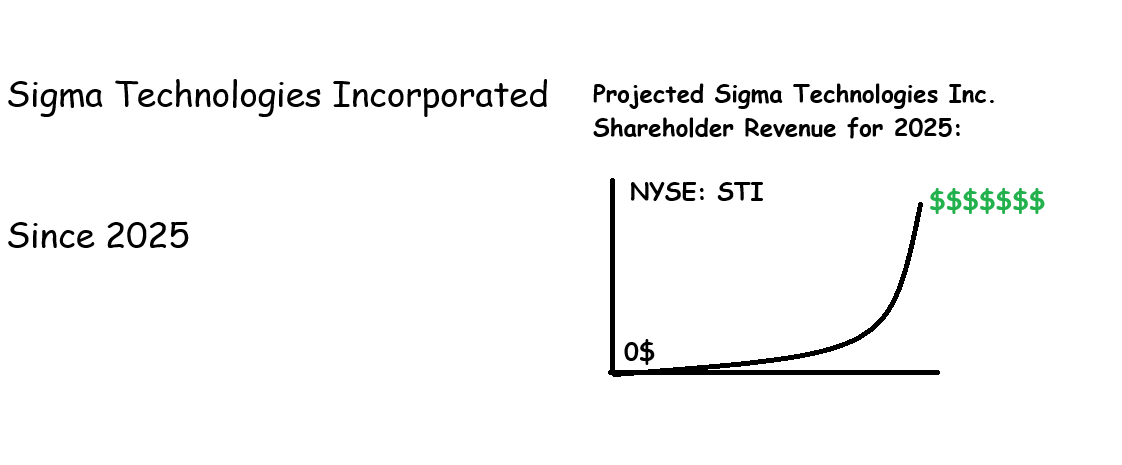 Sigma Technologies Incorporated
Since 2025
Projected Sigma Technologies Inc.
Shareholder Revenue for 2025:
NYSE: STI
$$$$$$$
0$